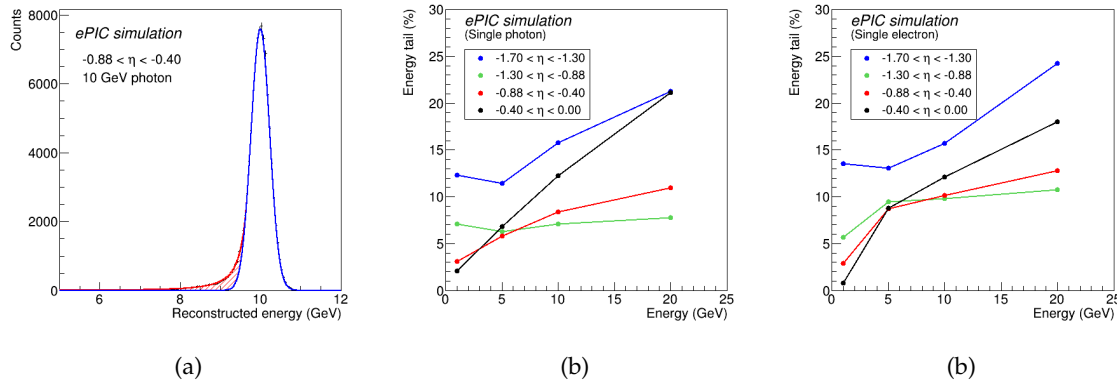 Counts
8000
6000
4000
2000
0
6
8
10
12
Reconstructed energy (GeV)
ePIC simulation
-0.88 < η < -0.40
10 GeV photon
(a)
Energy tail (%)
30
25
20
15
10
5
0
0
5
10
15
20
25
Energy (GeV)
ePIC simulation
(Single photon)
-1.70 < η < -1.30
-1.30 < η < -0.88
-0.88 < η < -0.40
-0.40 < η < 0.00
(b)
Energy tail (%)
30
25
20
15
10
5
0
0
5
10
15
20
25
Energy (GeV)
ePIC simulation
(Single electron)
-1.70 < η < -1.30
-1.30 < η < -0.88
-0.88 < η < -0.40
-0.40 < η < 0.00
(b)